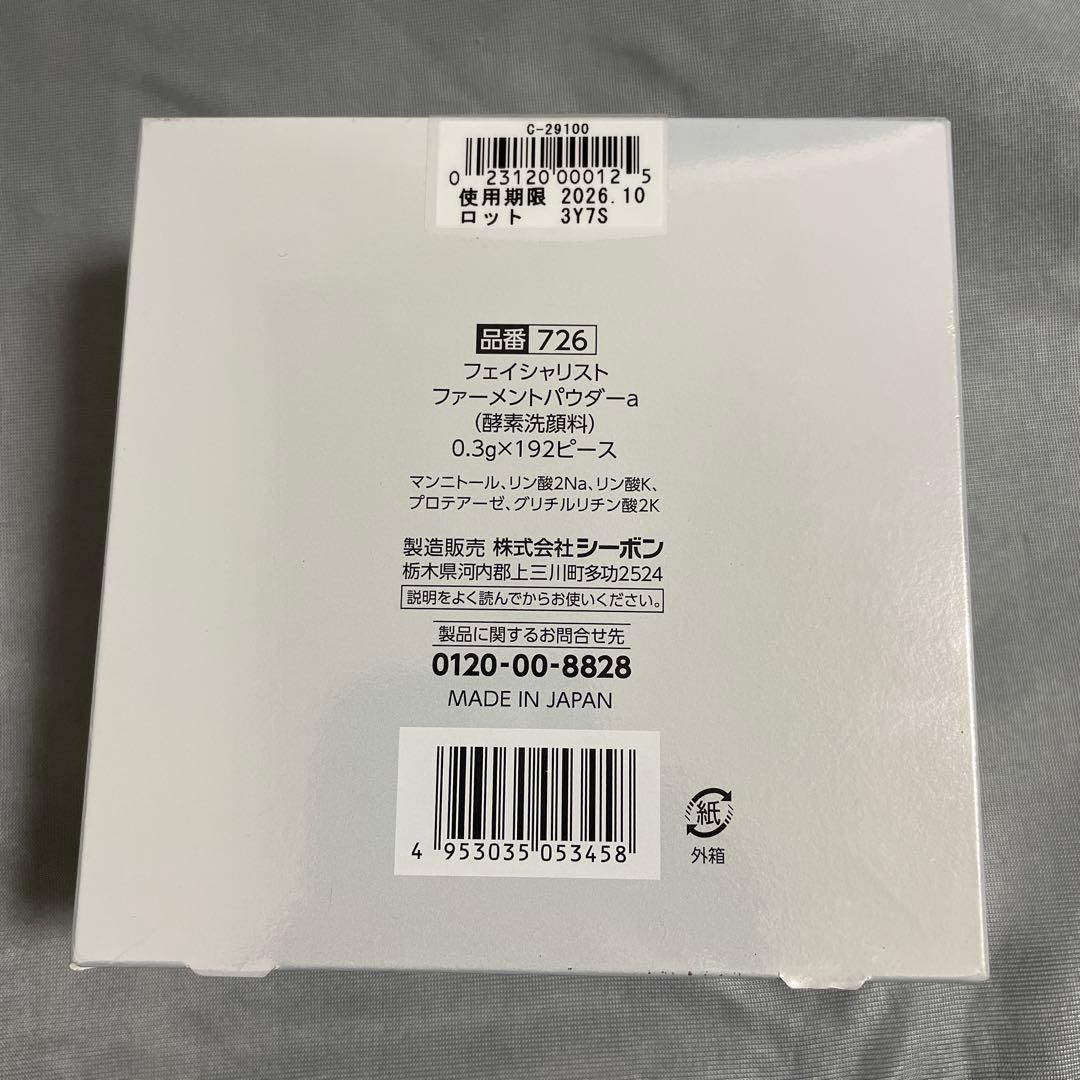 C-29100
0 23120 00012 5
使用期限 2026.10
ロット 3Y7S
品番 726
フェイシャリスト
ファーメントパウダーa
(酵素洗顔料)
0.3g×192ピース
マンニトール、リン酸2Na、リン酸K、
プロテアーゼ、グリチルリチン酸2K
製造販売 株式会社シーボン
栃木県河内郡上三川町多功2524
説明をよく読んでからお使いください。
製品に関するお問合せ先
0120-00-8828
MADE IN JAPAN
4 953035 053458
紙
外箱